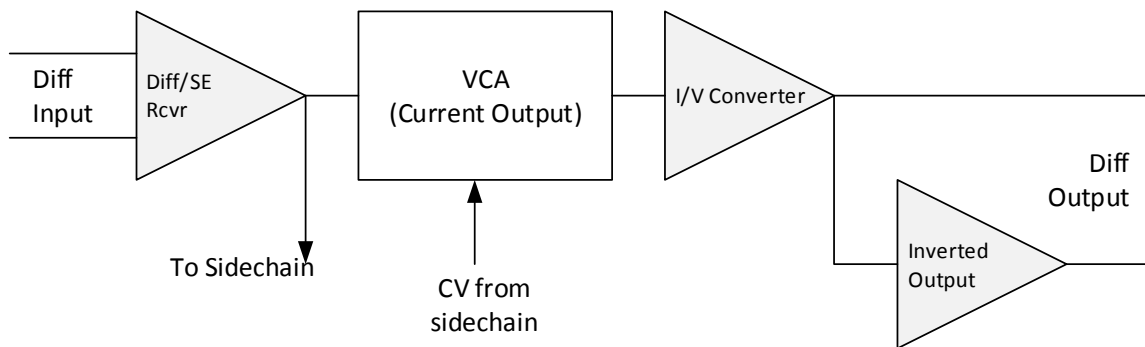 Diff
Input
Diff/SE
Rcvr
VCA
(Current Output)
I/V Converter
Diff
Output
Inverted
Output
To Sidechain
CV from
sidechain